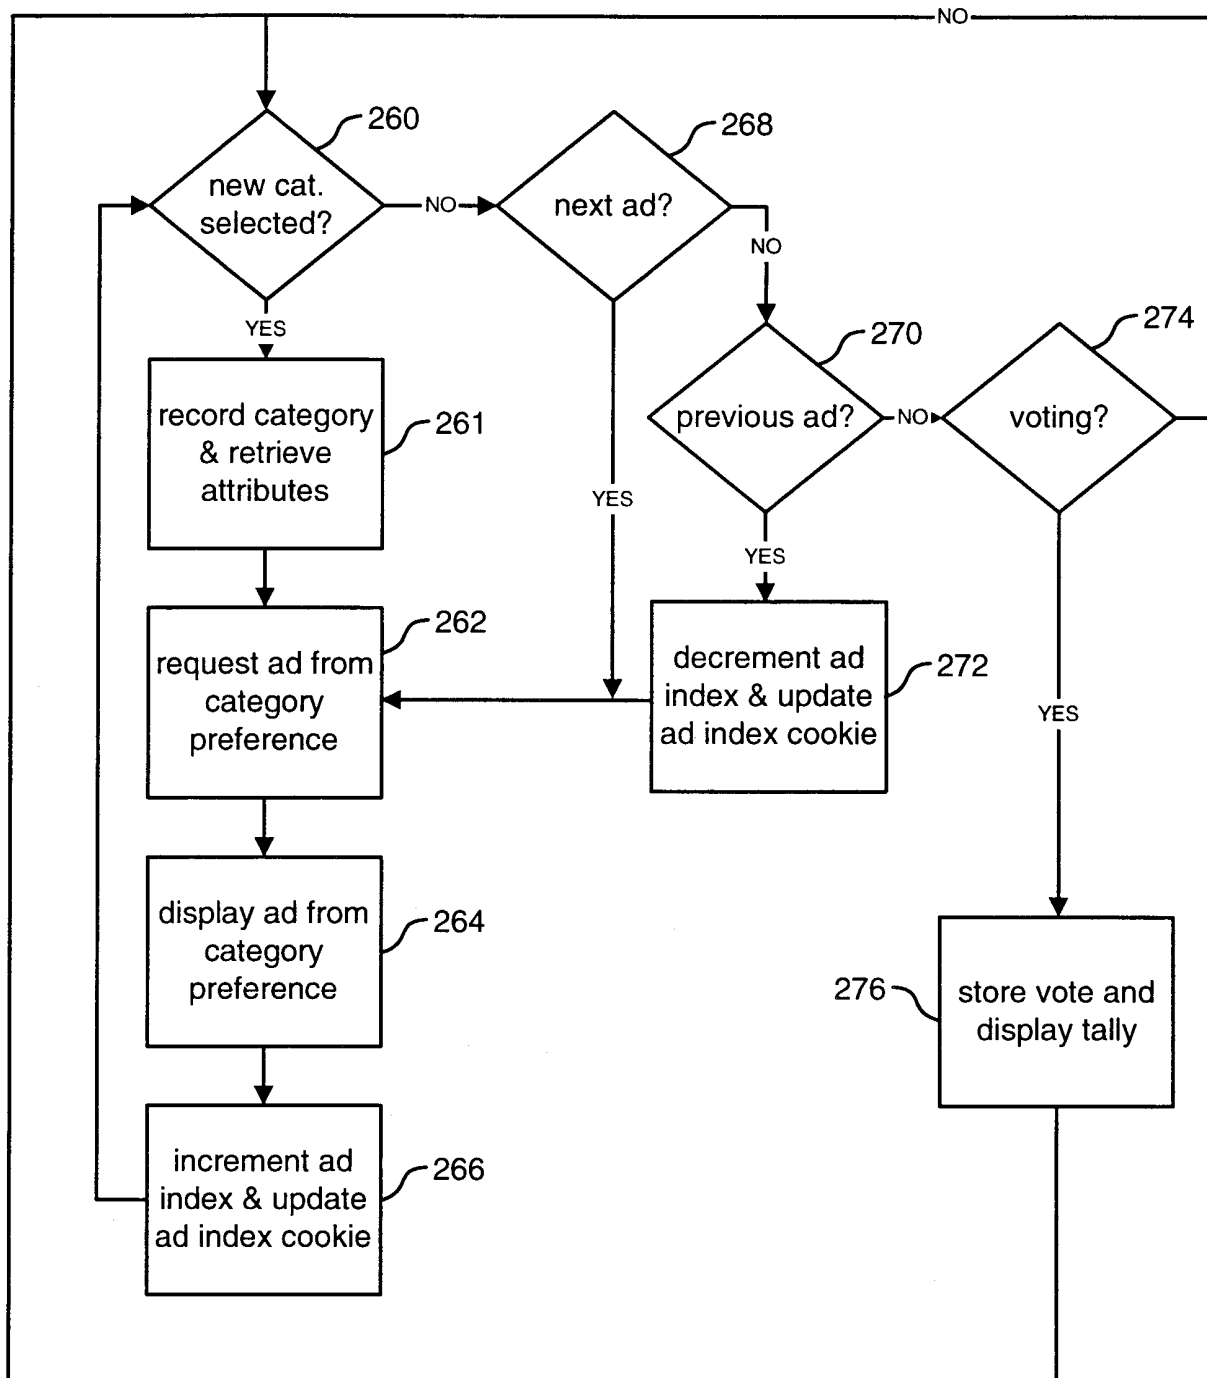 NO
260
new cat.
selected?
NO
268
next ad?
NO
YES
270
previous ad?
NO
274
voting?
record category
& retrieve
attributes
261
YES
YES
262
request ad from
category
preference
decrement ad
index & update
ad index cookie
272
YES
display ad from
category
preference
264
276
store vote and
display tally
increment ad
index & update
ad index cookie
266